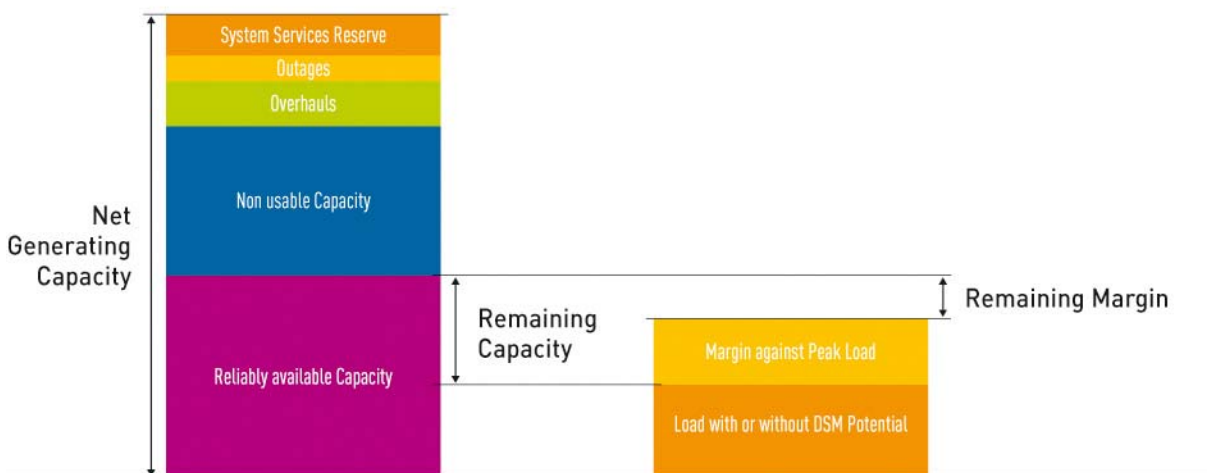 System Services Reserve
Outages
Overhauls
Non usable Capacity
Net
Generating
Capacity
Reliably available Capacity
Remaining
Capacity
Remaining Margin
Margin against Peak Load
Load with or without DSM Potential